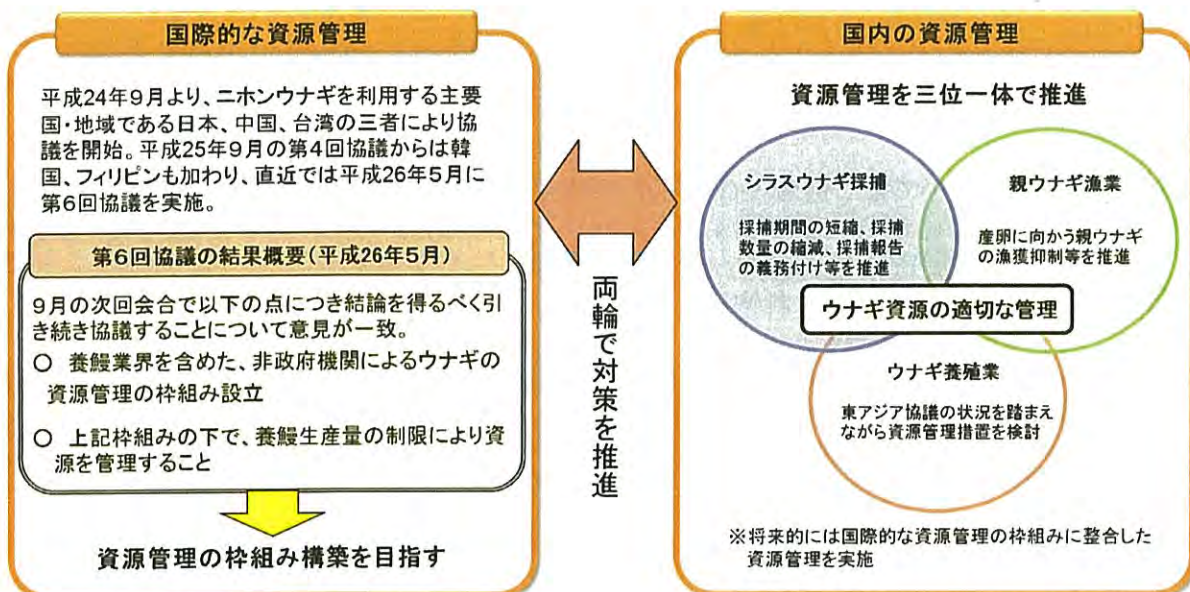 国際的な資源管理
平成24年9月より、ニホンウナギを利用する主要
国・地域である日本、中国、台湾の三者により協
議を開始。平成25年9月の第4回協議からは韓
国、フィリピンも加わり、直近では平成26年5月に
第6回協議を実施。
第6回協議の結果概要(平成26年5月)
9月の次回会合で以下の点につき結論を得るべく引
き続き協議することについて意見が一致。
○ 養鰻業界を含めた、非政府機関によるウナギの
資源管理の枠組み設立
○ 上記枠組みの下で、養鰻生産量の制限により資
源を管理すること
資源管理の枠組み構築を目指す
両輪で対策を推進
国内の資源管理
資源管理を三位一体で推進
シラスウナギ採捕
採捕期間の短縮、採捕
数量の縮減、採捕報告
の義務付け等を推進
親ウナギ漁業
産卵に向かう親ウナギ
の漁獲抑制等を推進
ウナギ資源の適切な管理
ウナギ養殖業
東アジア協議の状況を踏まえ
ながら資源管理措置を検討
※将来的には国際的な資源管理の枠組みに整合した
資源管理を実施